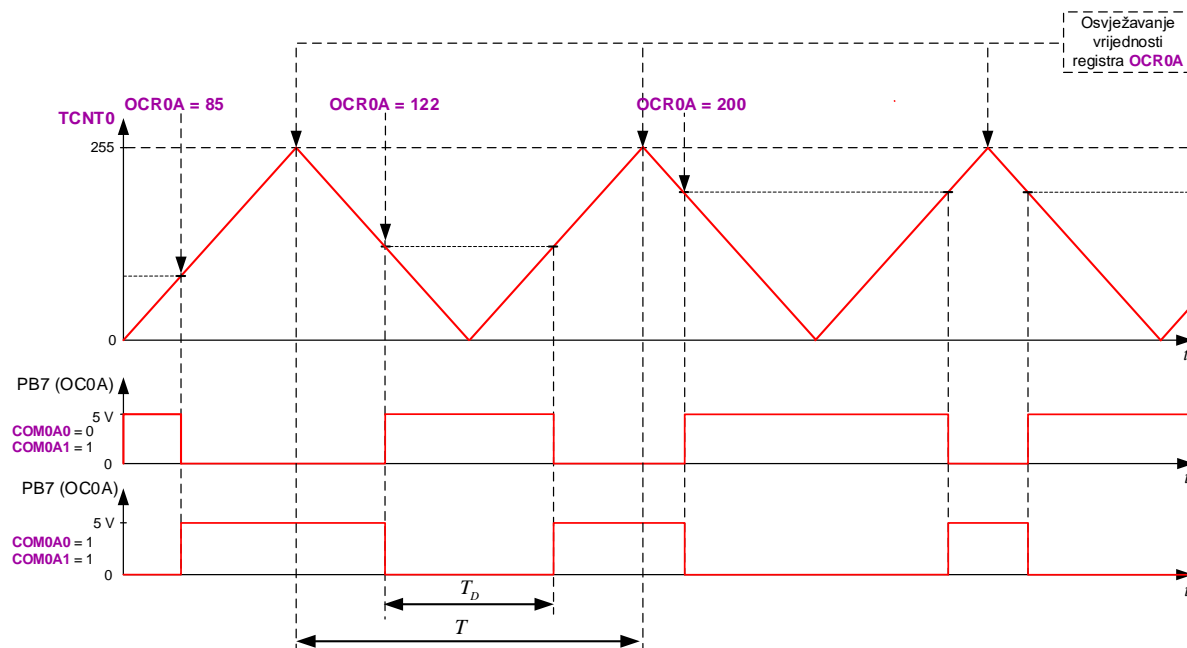 Osvježavanje
vrijednosti
registra OCR0A
OCR0A = 85
OCR0A = 122
OCR0A = 200
TCNT0
255
0
t
PB7 (OC0A)
5 V
COM0A0 = 0
COM0A1 = 1
0
t
PB7 (OC0A)
5 V
COM0A0 = 1
COM0A1 = 1
0
t
T_D
T